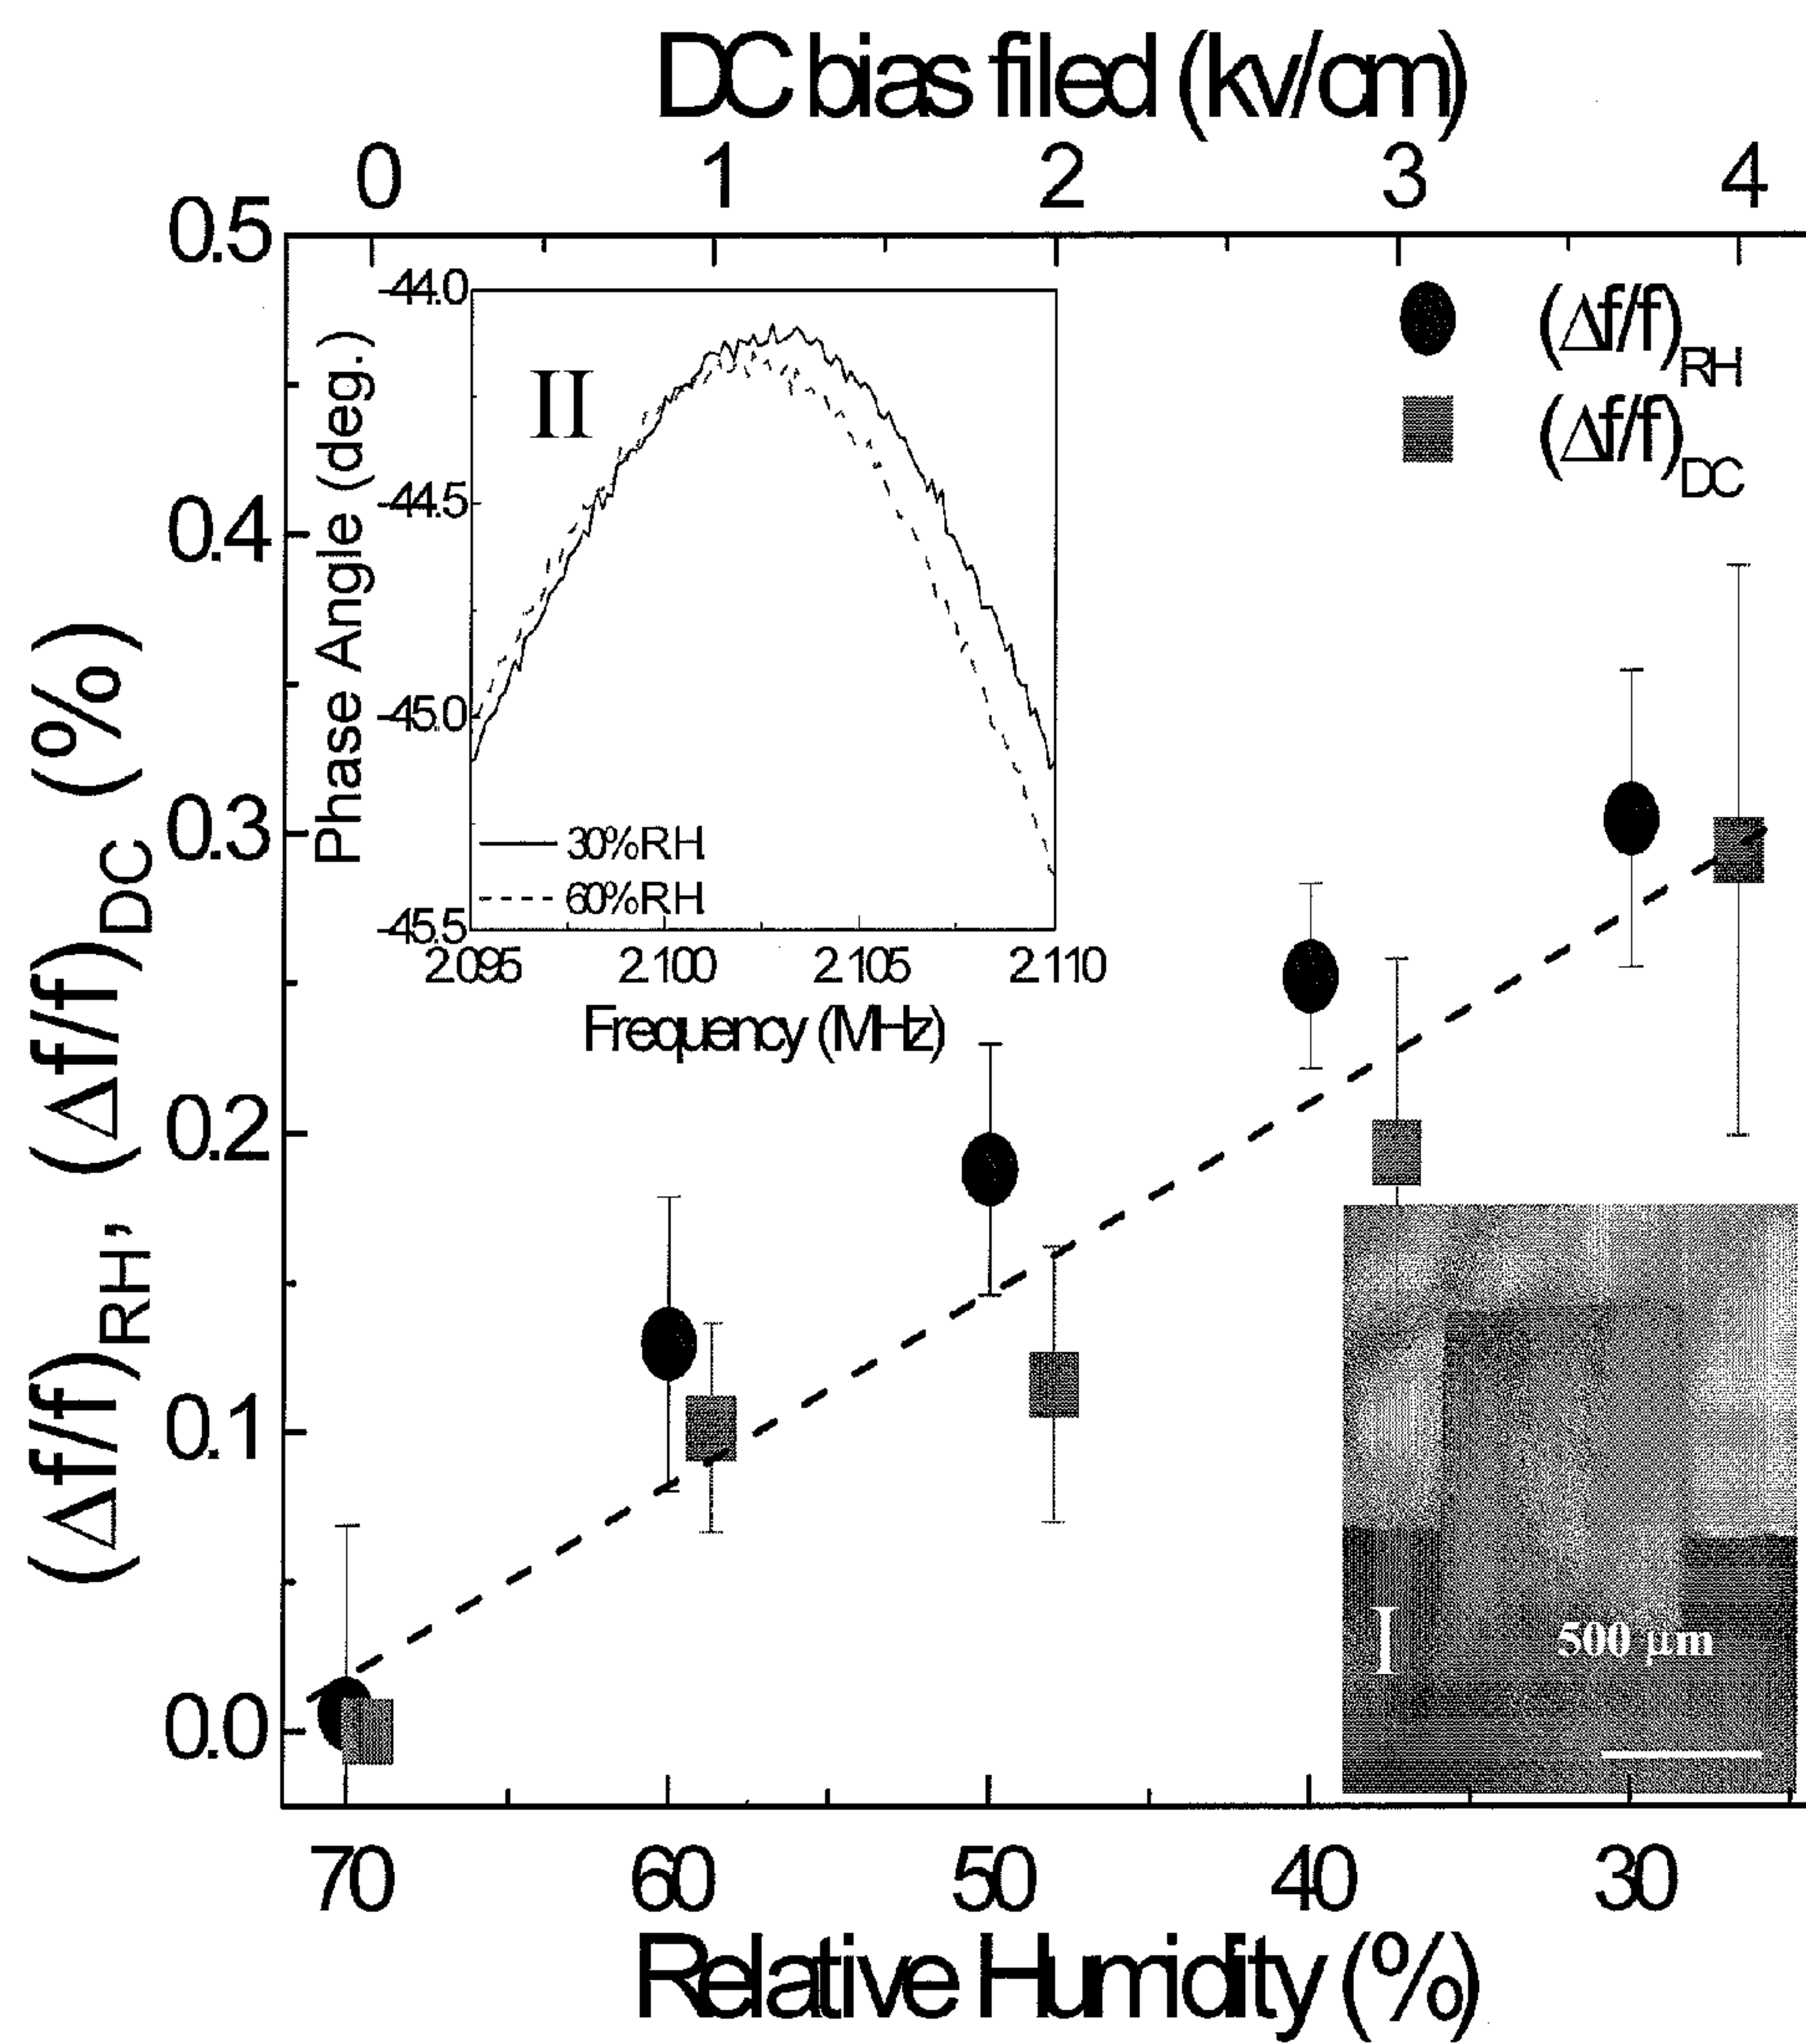 DC bias filed (kv/cm)
0 1 2 3 4
0.5
0.4
0.3
0.2
0.1
0.0
(Δf/f)RH, (Δf/f)DC (%)
(Δf/f)RH
(Δf/f)DC
II
Phase Angle (deg.)
-44.0
-44.5
-45.0
-45.5
30%R.H.
60%R.H.
2.095 2.100 2.105 2.110
Frequency (MHz)
I
500 μm
70 60 50 40 30
Relative Humidity (%)